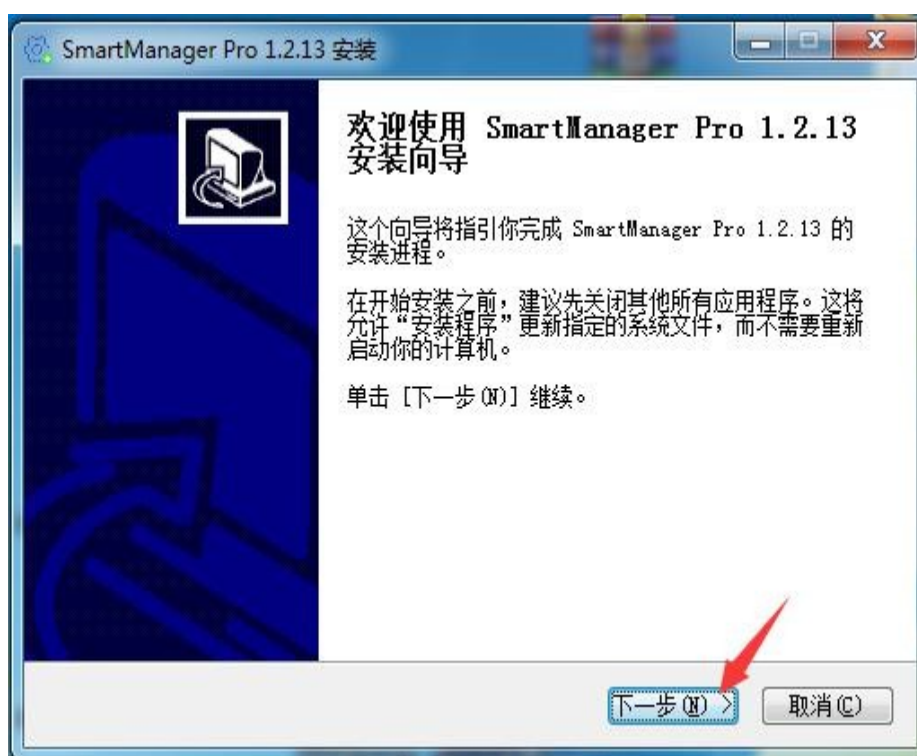 SmartManager Pro 1.2.13 安装
欢迎使用 SmartManager Pro 1.2.13
安装向导
这个向导将指引你完成 SmartManager Pro 1.2.13 的
安装进程。
在开始安装之前，建议先关闭其他所有应用程序。这将
允许“安装程序”更新指定的系统文件，而不需要重新
启动你的计算机。
单击 [下一步(N)] 继续。
下一步(N) >
取消(C)